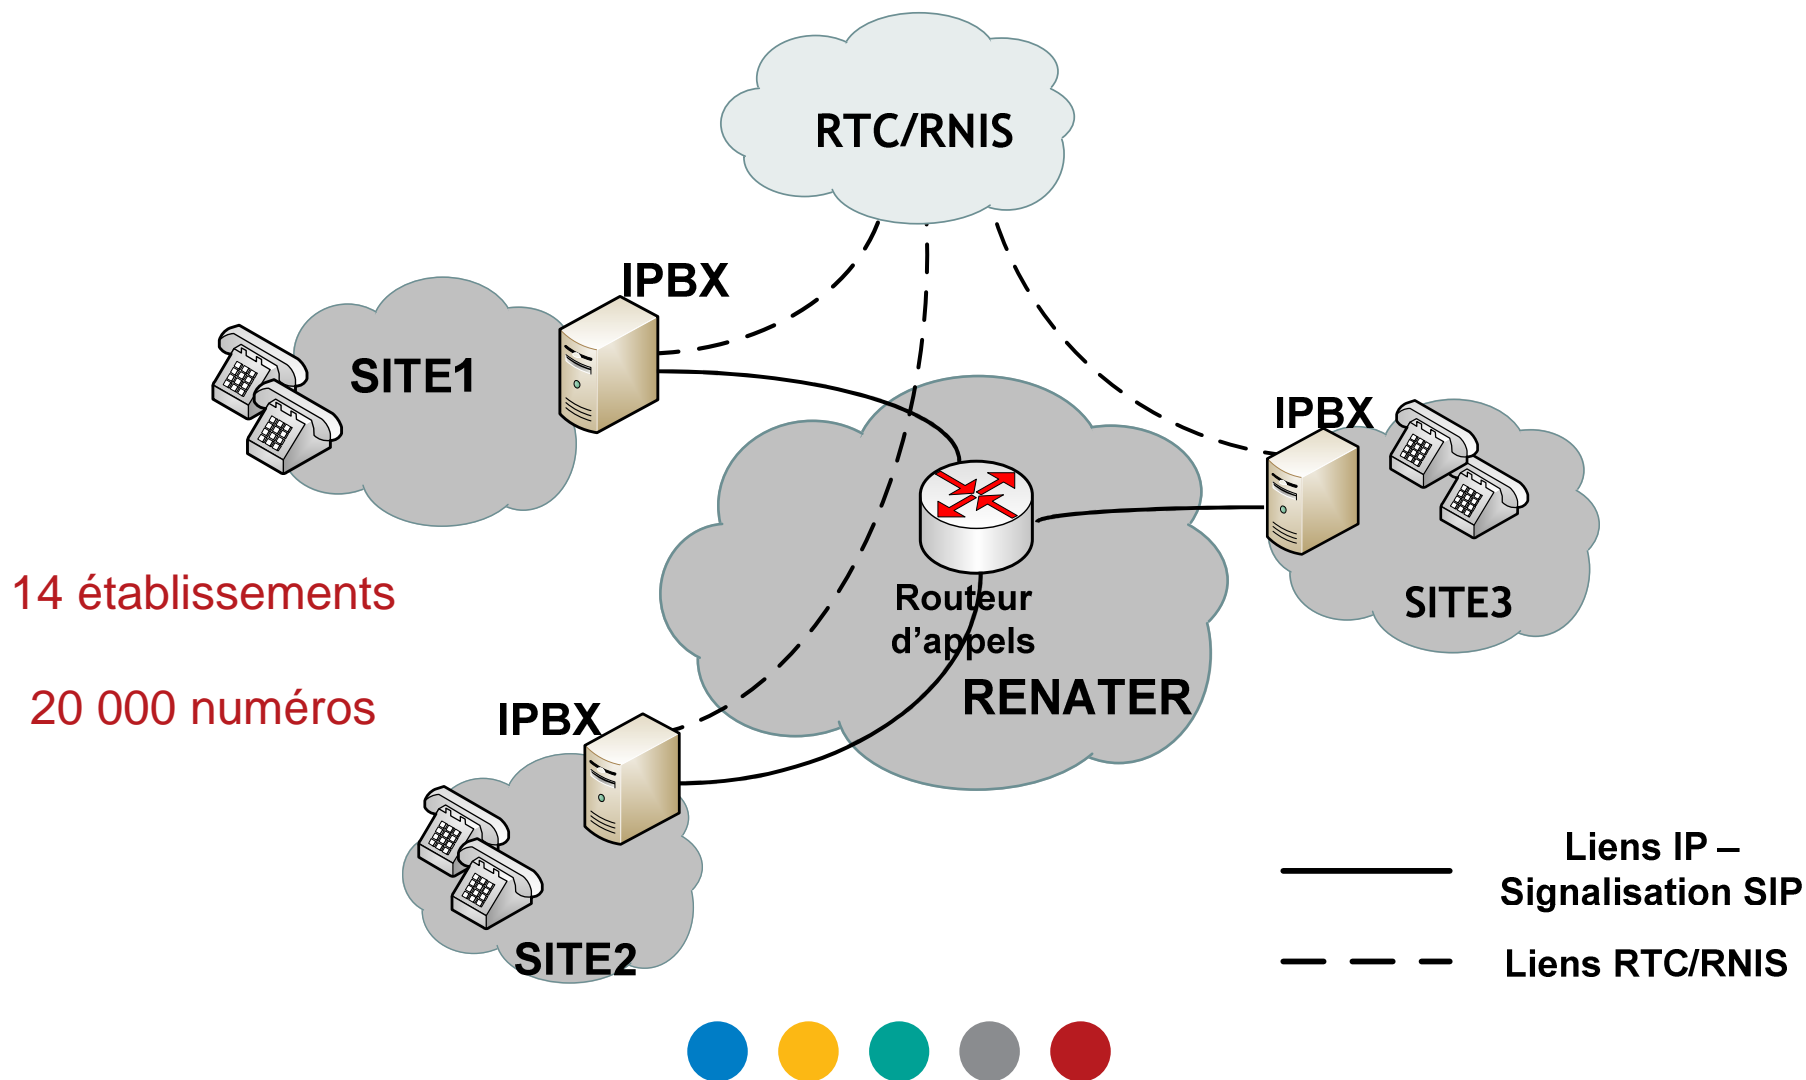 RTC/RNIS
IPBX
SITE1
IPBX
Routeur
d’appels
SITE3
RENATER
14 établissements
20 000 numéros
IPBX
SITE2
Liens IP –
Signalisation SIP
Liens RTC/RNIS